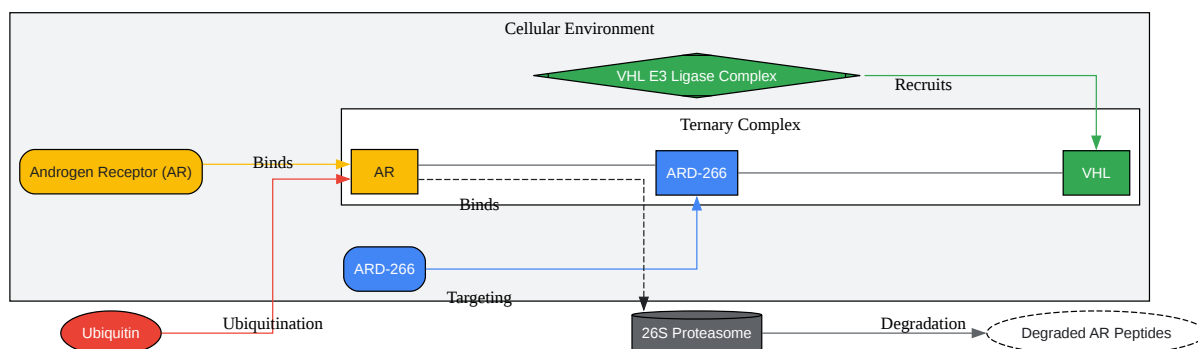 Cellular Environment
VHL E3 Ligase Complex
Recruits
Ternary Complex
Androgen Receptor (AR)
Binds
AR
ARD-266
VHL
Binds
ARD-266
Targeting
Ubiquitin
Ubiquitination
26S Proteasome
Degradation
Degraded AR Peptides